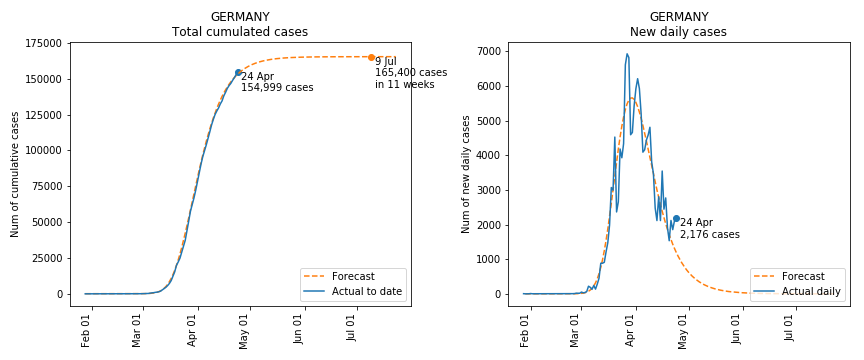 GERMANY
Total cumulated cases
Num of cumulative cases
175000
150000
125000
100000
75000
50000
25000
0
24 Apr
154,999 cases
9 Jul
165,400 cases
in 11 weeks
Forecast
Actual to date
Feb 01
Mar 01
Apr 01
May 01
Jun 01
Jul 01
GERMANY
New daily cases
Num of new daily cases
7000
6000
5000
4000
3000
2000
1000
0
24 Apr
2,176 cases
Forecast
Actual daily
Feb 01
Mar 01
Apr 01
May 01
Jun 01
Jul 01